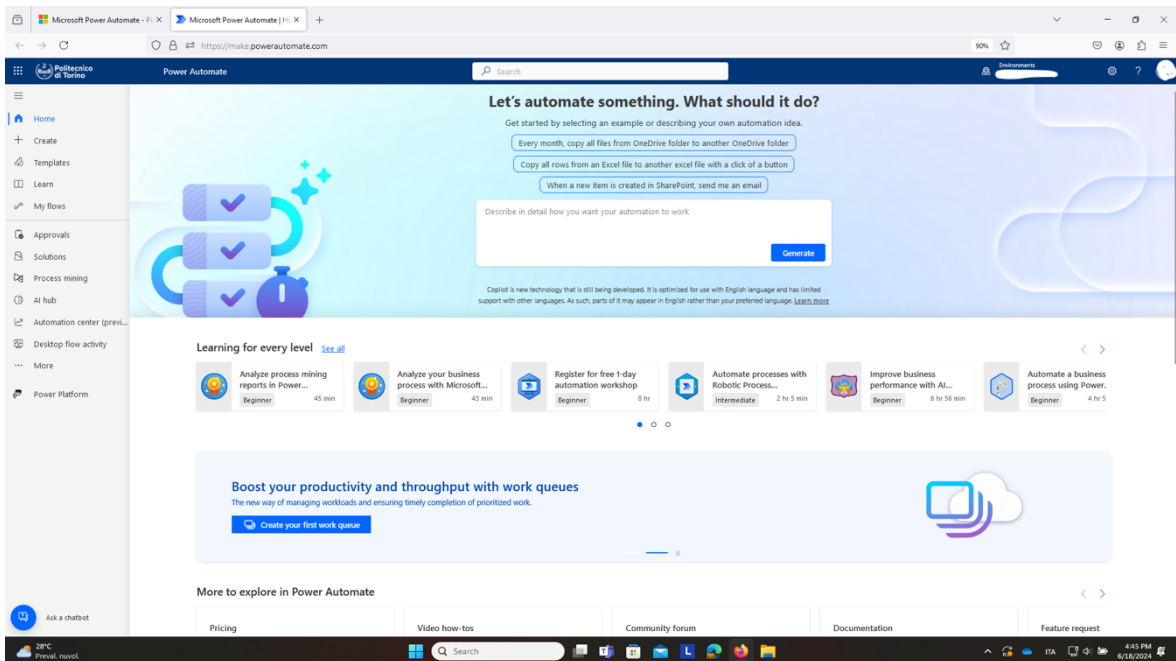 Microsoft Power Automate - Pi
Microsoft Power Automate | Ho
https://make.powerautomate.com
90%
Politecnico
di Torino
Power Automate
Search
Environments
Home
Create
Templates
Learn
My flows
Approvals
Solutions
Process mining
AI hub
Automation center (previ...
Desktop flow activity
More
Power Platform
Ask a chatbot
Let's automate something. What should it do?
Get started by selecting an example or describing your own automation idea.
Every month, copy all files from OneDrive folder to another OneDrive folder
Copy all rows from an Excel file to another excel file with a click of a button
When a new item is created in SharePoint, send me an email
Describe in detail how you want your automation to work
Generate
Copilot is new technology that is still being developed. It is optimized for use with English language and has limited
support with other languages. As such, parts of it may appear in English rather than your preferred language. Learn more
Learning for every level See all
Analyze process mining
reports in Power...
Beginner 45 min
Analyze your business
process with Microsoft...
Beginner 43 min
Register for free 1-day
automation workshop
Beginner 8 hr
Automate processes with
Robotic Process...
Intermediate 2 hr 5 min
Improve business
performance with AI...
Beginner 6 hr 56 min
Automate a business
process using Power.
Beginner 4 hr 5
Boost your productivity and throughput with work queues
The new way of managing workloads and ensuring timely completion of prioritized work.
Create your first work queue
More to explore in Power Automate
Pricing
Video how-tos
Community forum
Documentation
Feature request
28°C
Preval. nuvol.
Search
ITA
4:45 PM
6/18/2024